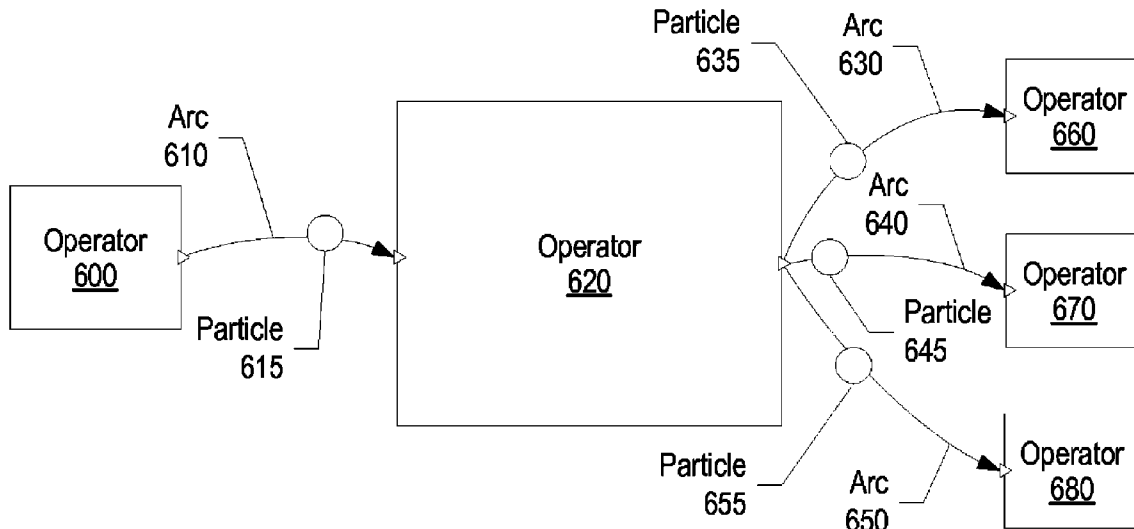 Particle
635
Arc
630
Operator
660
Arc
610
Arc
640
Operator
600
Operator
620
Operator
670
Particle
615
Particle
645
Particle
655
Arc
650
Operator
680